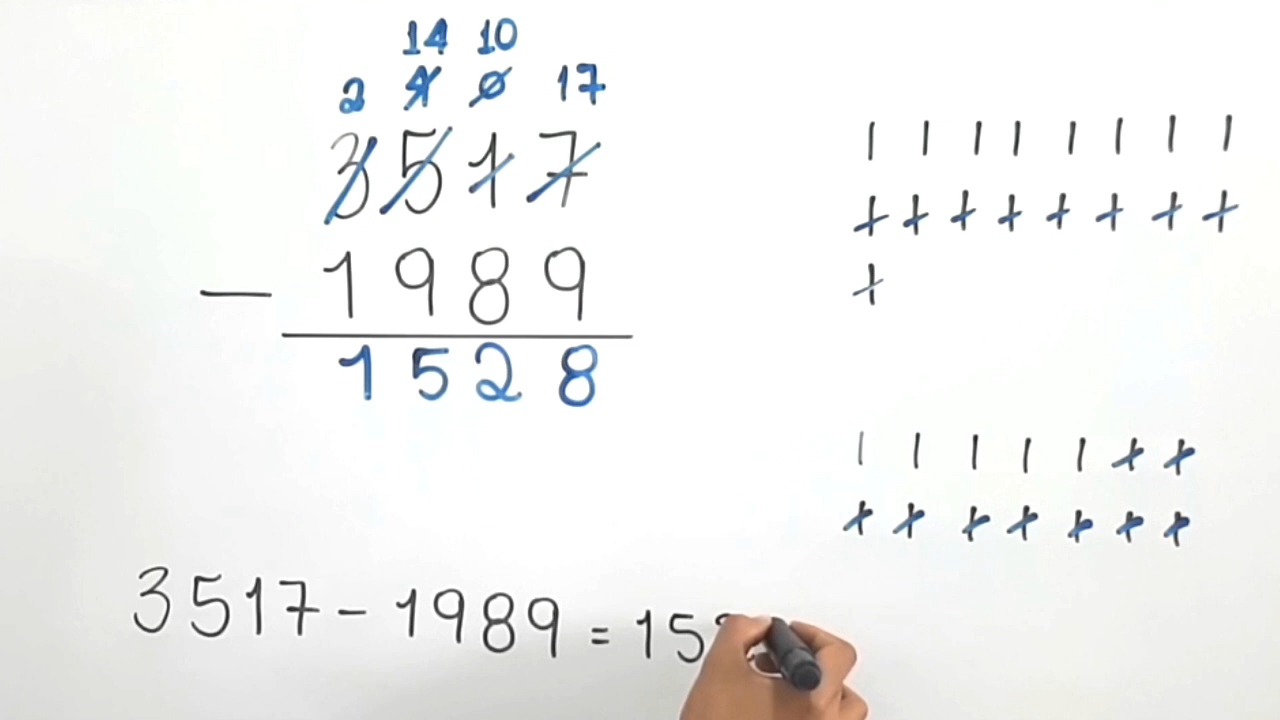 14 10
2 4 0 17
3517
- 1989
1528
3517 - 1989 = 15